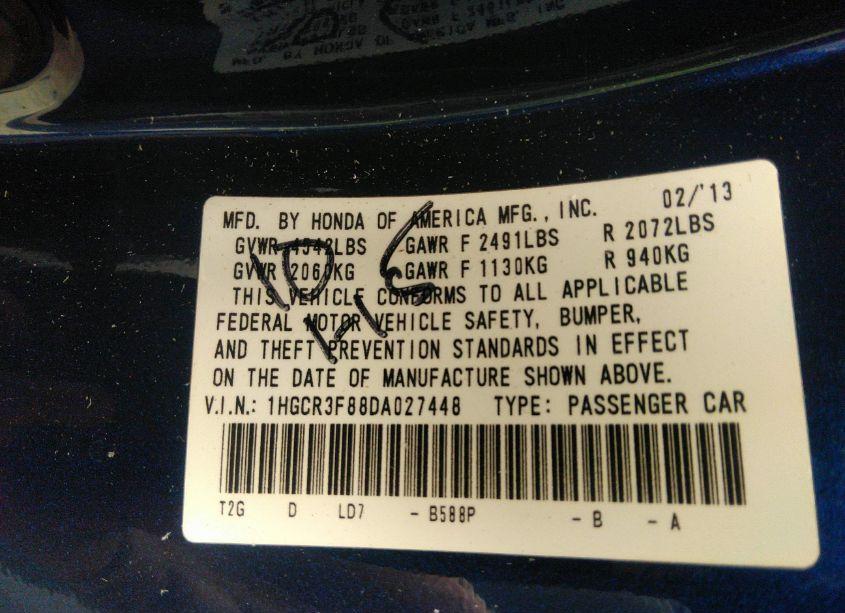 MFD. BY HONDA OF AMERICA MFG., INC. 02/'13
GVWR 4542LBS GAWR F 2491LBS R 2072LBS
GVWR 2060KG GAWR F 1130KG R 940KG
THIS VEHICLE CONFORMS TO ALL APPLICABLE
FEDERAL MOTOR VEHICLE SAFETY, BUMPER,
AND THEFT PREVENTION STANDARDS IN EFFECT
ON THE DATE OF MANUFACTURE SHOWN ABOVE.
V.I.N.: 1HGCR3F88DA027448 TYPE: PASSENGER CAR
T2G D LD7 - B588P - B - A